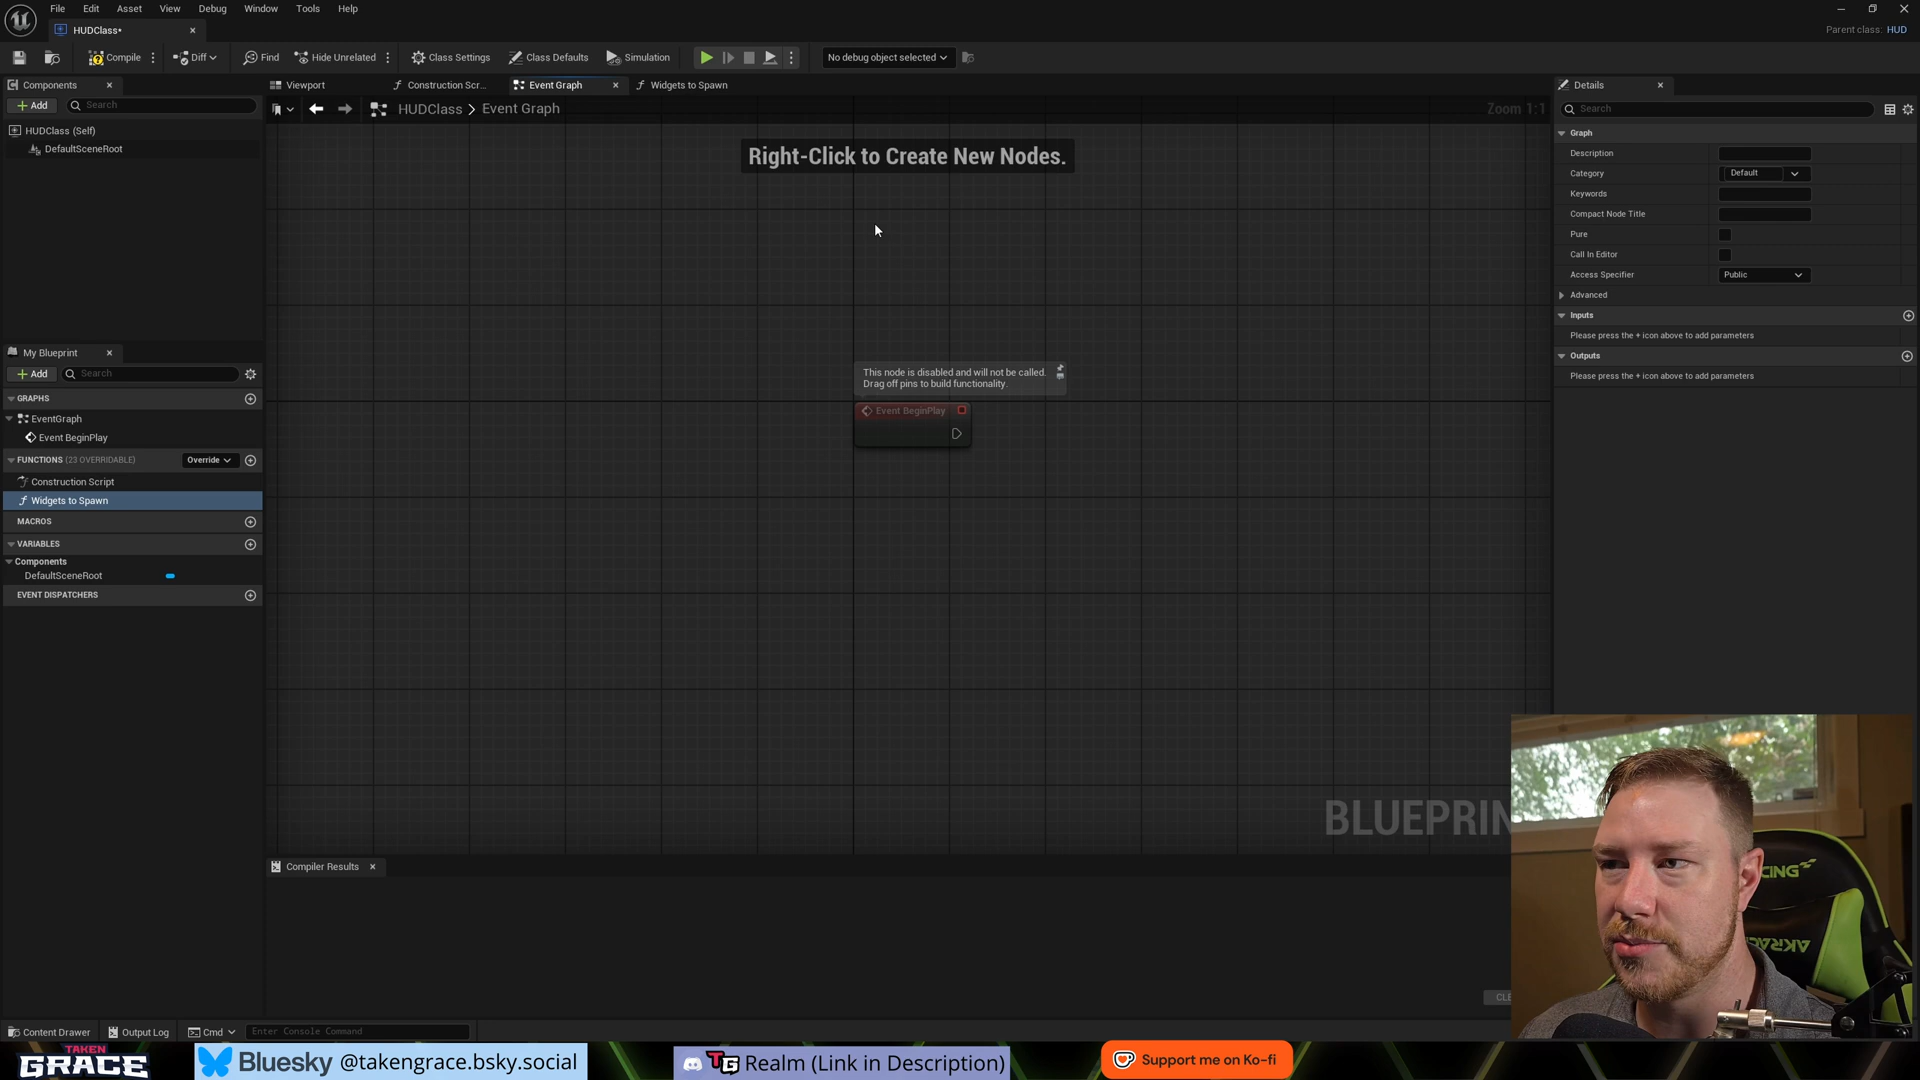 File Edit Asset View Debug Window Tools Help
HUDClass•
Parent class: HUD
Compile Diff Find Hide Unrelated Class Settings Class Defaults Simulation No debug object selected
Components
Add Search
HUDClass (Self)
DefaultSceneRoot
My Blueprint
Add Search
GRAPHS
EventGraph
Event BeginPlay
FUNCTIONS (23 OVERRIDABLE) Override
Construction Script
Widgets to Spawn
MACROS
VARIABLES
Components
DefaultSceneRoot
EVENT DISPATCHERS
Viewport Construction Scr... Event Graph Widgets to Spawn
HUDClass > Event Graph Zoom 1:1
Right-Click to Create New Nodes.
This node is disabled and will not be called.
Drag off pins to build functionality.
Event BeginPlay
BLUEPRIN
Compiler Results
CLE
Details
Search
Graph
Description
Category Default
Keywords
Compact Node Title
Pure
Call In Editor
Access Specifier Public
Advanced
Inputs
Please press the + icon above to add parameters
Outputs
Please press the + icon above to add parameters
CING
AKRACING
Content Drawer Output Log Cmd Enter Console Command
TAKEN
GRACE
Bluesky @takengrace.bsky.social
TG Realm (Link in Description)
Support me on Ko-fi